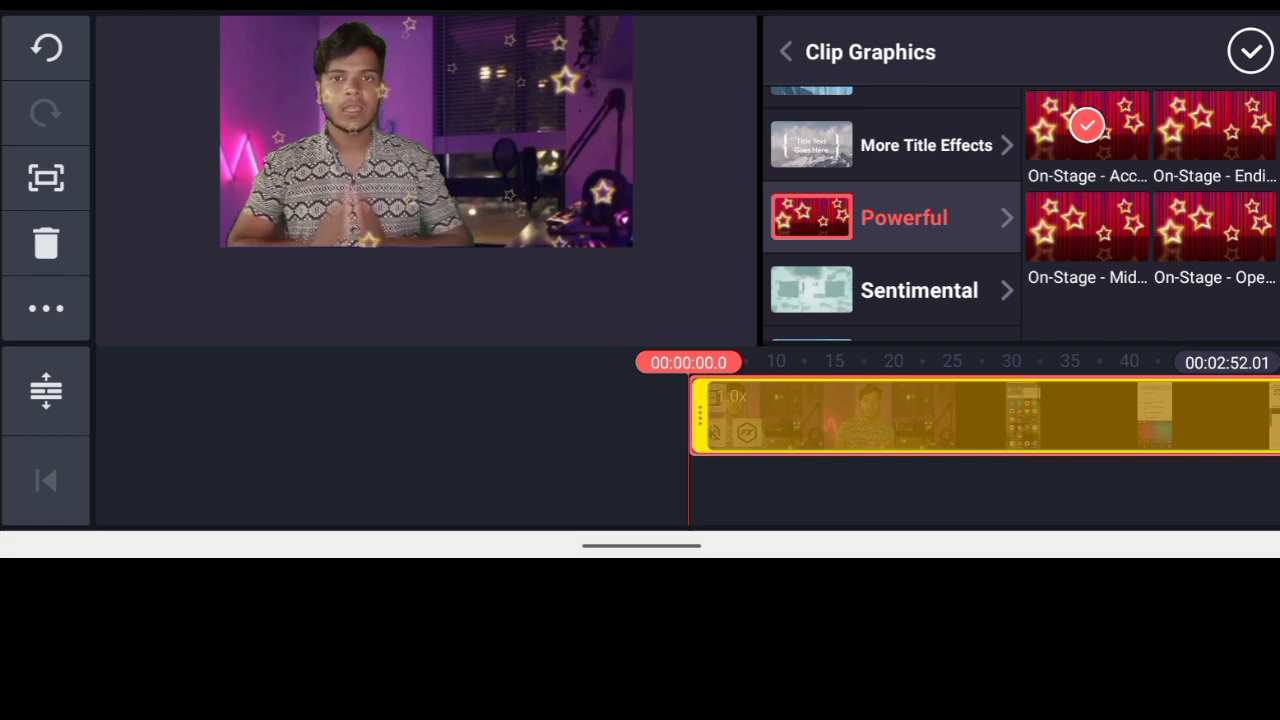 Clip Graphics
Title Text
Goes Here
More Title Effects
On-Stage - Acc...
On-Stage - Endi...
Powerful
On-Stage - Mid...
On-Stage - Ope...
Sentimental
00:00:00.0
10
15
20
25
30
35
40
00:02:52.01
1.0x
FX